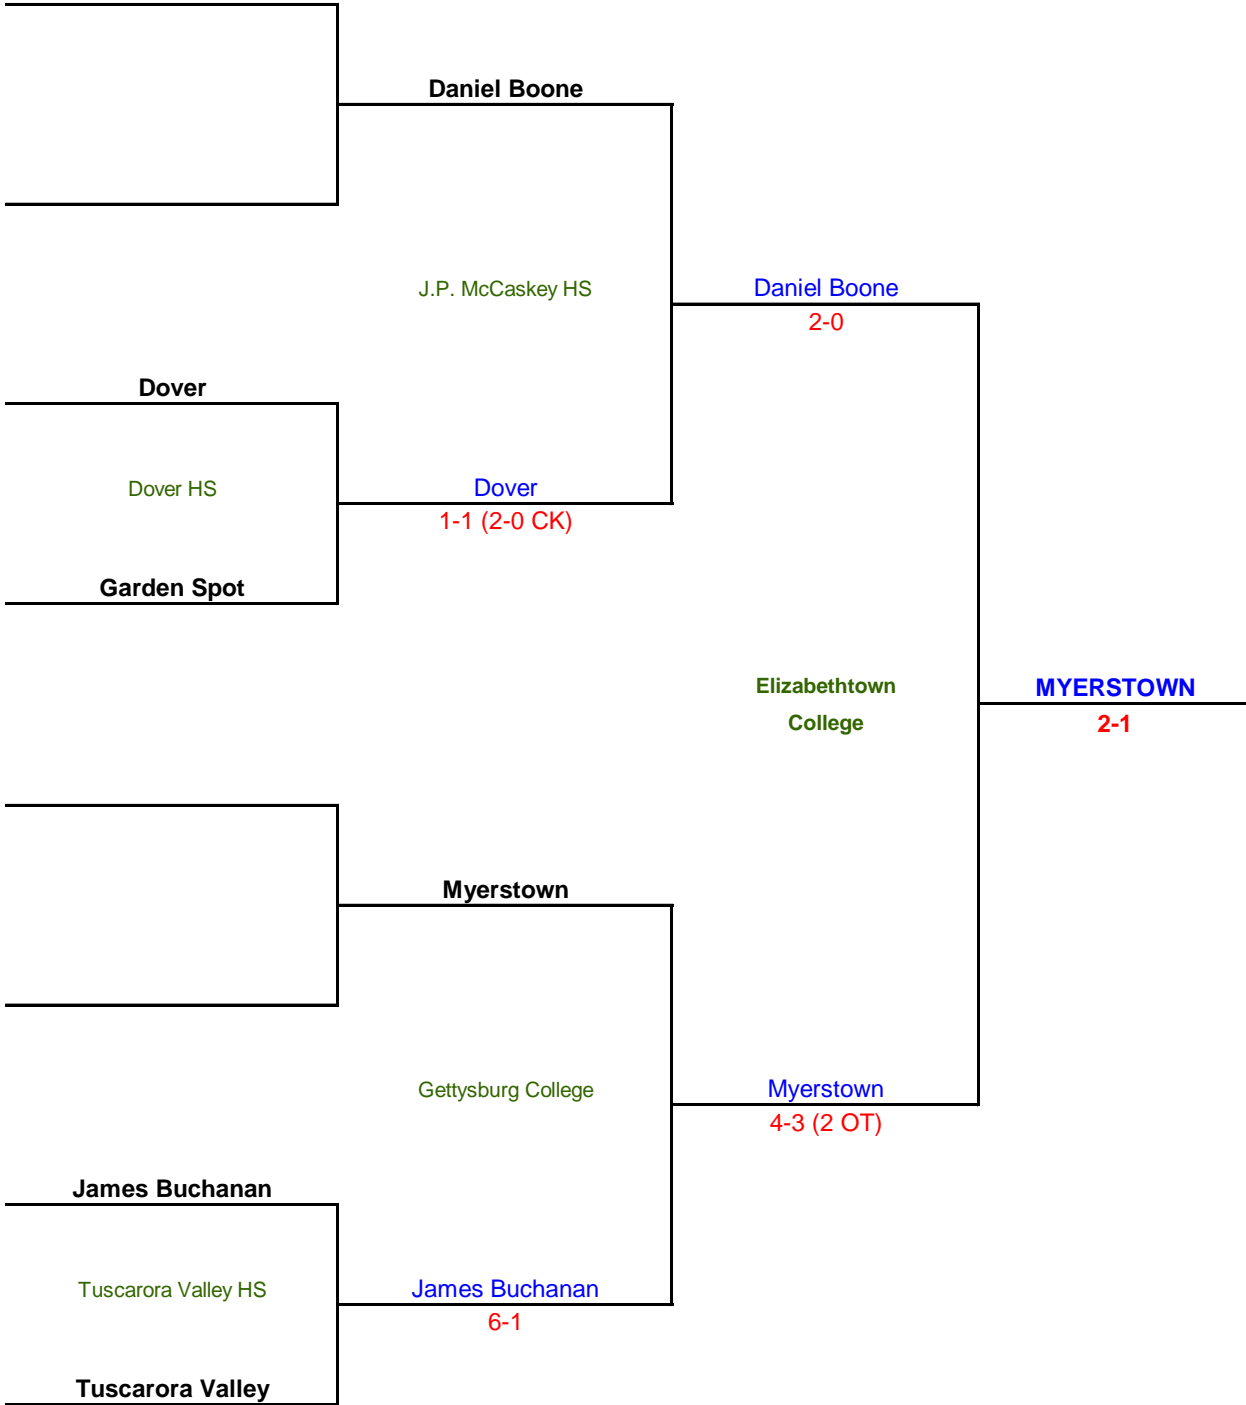 Daniel Boone
J.P. McCaskey HS
Daniel Boone
2-0
Dover
Dover HS
Dover
1-1 (2-0 CK)
Garden Spot
Elizabethtown
College
MYERSTOWN
2-1
Myerstown
Gettysburg College
Myerstown
4-3 (2 OT)
James Buchanan
Tuscarora Valley HS
James Buchanan
6-1
Tuscarora Valley